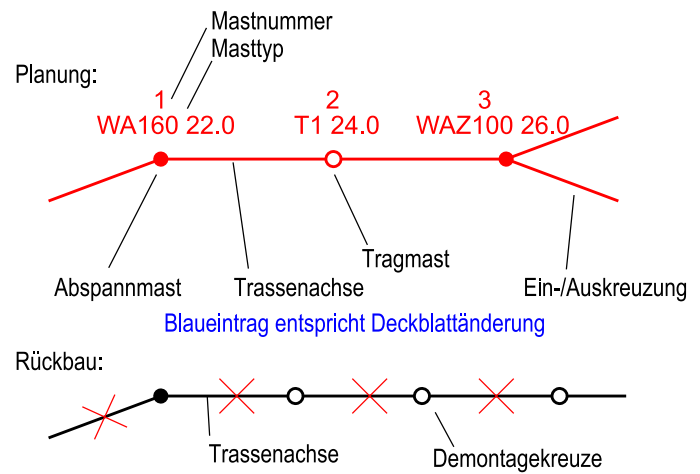 Mastnummer
Masttyp
Planung:
1 2 3
WA160 22.0 T1 24.0 WAZ100 26.0
Tragmast
Abspannmast Trassenachse Ein-/Auskreuzung
Blaueintrag entspricht Deckblattänderung
Rückbau:
Trassenachse Demontagekreuze